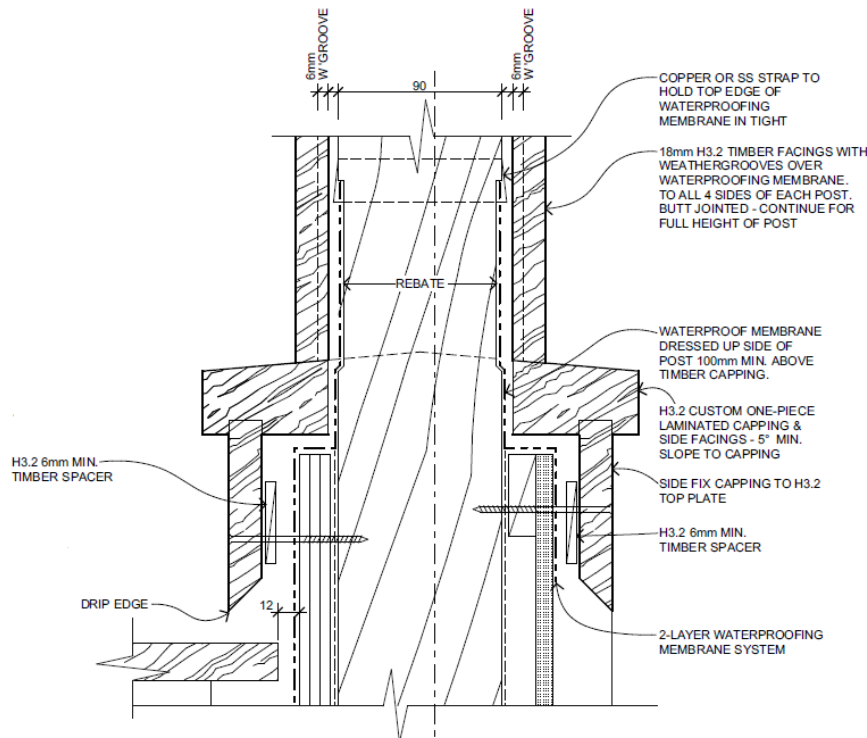 6mm
W'GROOVE
90
6mm
W'GROOVE
COPPER OR SS STRAP TO
HOLD TOP EDGE OF
WATERPROOFING
MEMBRANE IN TIGHT
18mm H3.2 TIMBER FACINGS WITH
WEATHERGROOVES OVER
WATERPROOFING MEMBRANE.
TO ALL 4 SIDES OF EACH POST.
BUTT JOINTED - CONTINUE FOR
FULL HEIGHT OF POST
REBATE
WATERPROOF MEMBRANE
DRESSED UP SIDE OF
POST 100mm MIN. ABOVE
TIMBER CAPPING.
H3.2 CUSTOM ONE-PIECE
LAMINATED CAPPING &
SIDE FACINGS - 5° MIN.
SLOPE TO CAPPING
H3.2 6mm MIN.
TIMBER SPACER
SIDE FIX CAPPING TO H3.2
TOP PLATE
H3.2 6mm MIN.
TIMBER SPACER
DRIP EDGE
12
2-LAYER WATERPROOFING
MEMBRANE SYSTEM